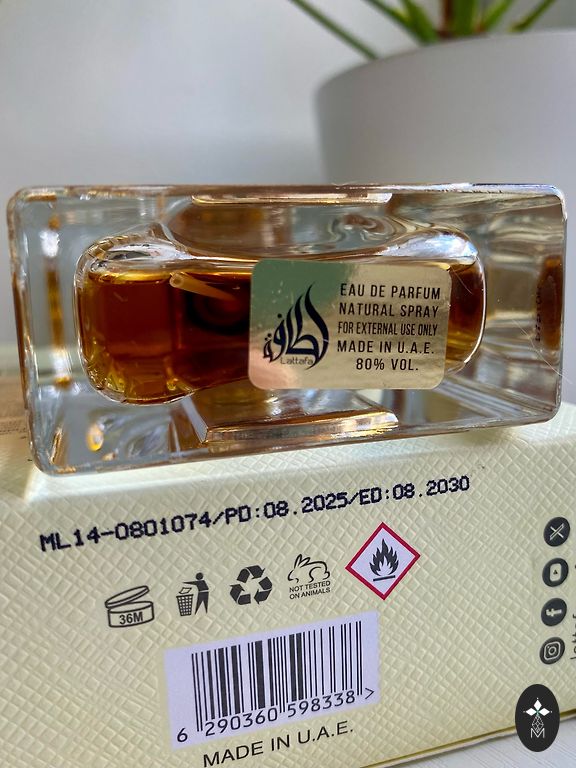 لطافة
Lattafa
EAU DE PARFUM
NATURAL SPRAY
FOR EXTERNAL USE ONLY
MADE IN U.A.E.
80% VOL.
ML14-0801074/PD:08.2025/ED:08.2030
36M
NOT TESTED
ON ANIMALS
6 290360 598338 >
MADE IN U.A.E.
M